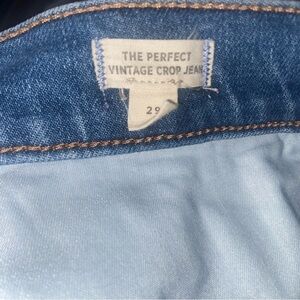 THE PERFECT
VINTAGE CROP JEAN
29